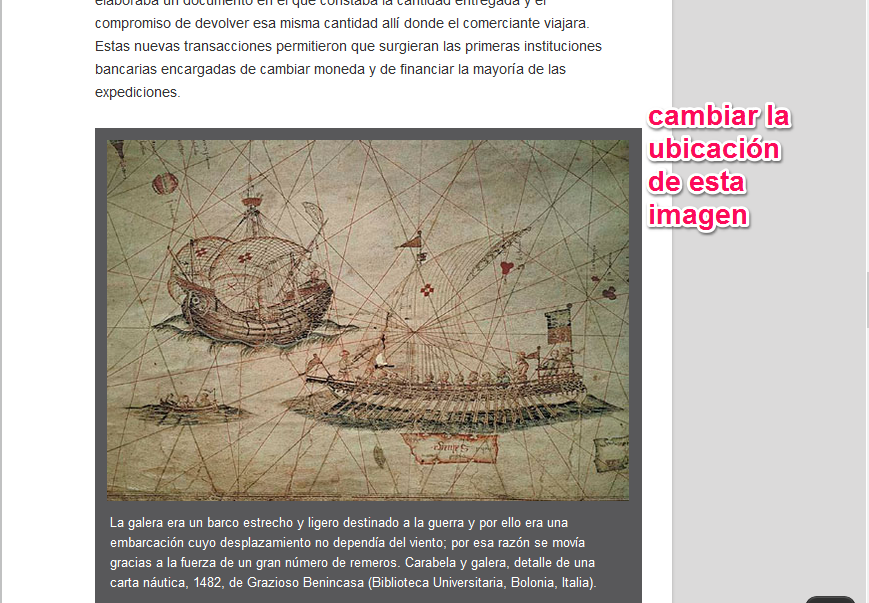 elaboraba un documento en el que constaba la cantidad entregada y el
compromiso de devolver esa misma cantidad allí donde el comerciante viajara.
Estas nuevas transacciones permitieron que surgieran las primeras instituciones
bancarias encargadas de cambiar moneda y de financiar la mayoría de las
expediciones.
cambiar la
ubicación
de esta
imagen
La galera era un barco estrecho y ligero destinado a la guerra y por ello era una
embarcación cuyo desplazamiento no dependía del viento; por esa razón se movía
gracias a la fuerza de un gran número de remeros. Carabela y galera, detalle de una
carta náutica, 1482, de Grazioso Benincasa (Biblioteca Universitaria, Bolonia, Italia).